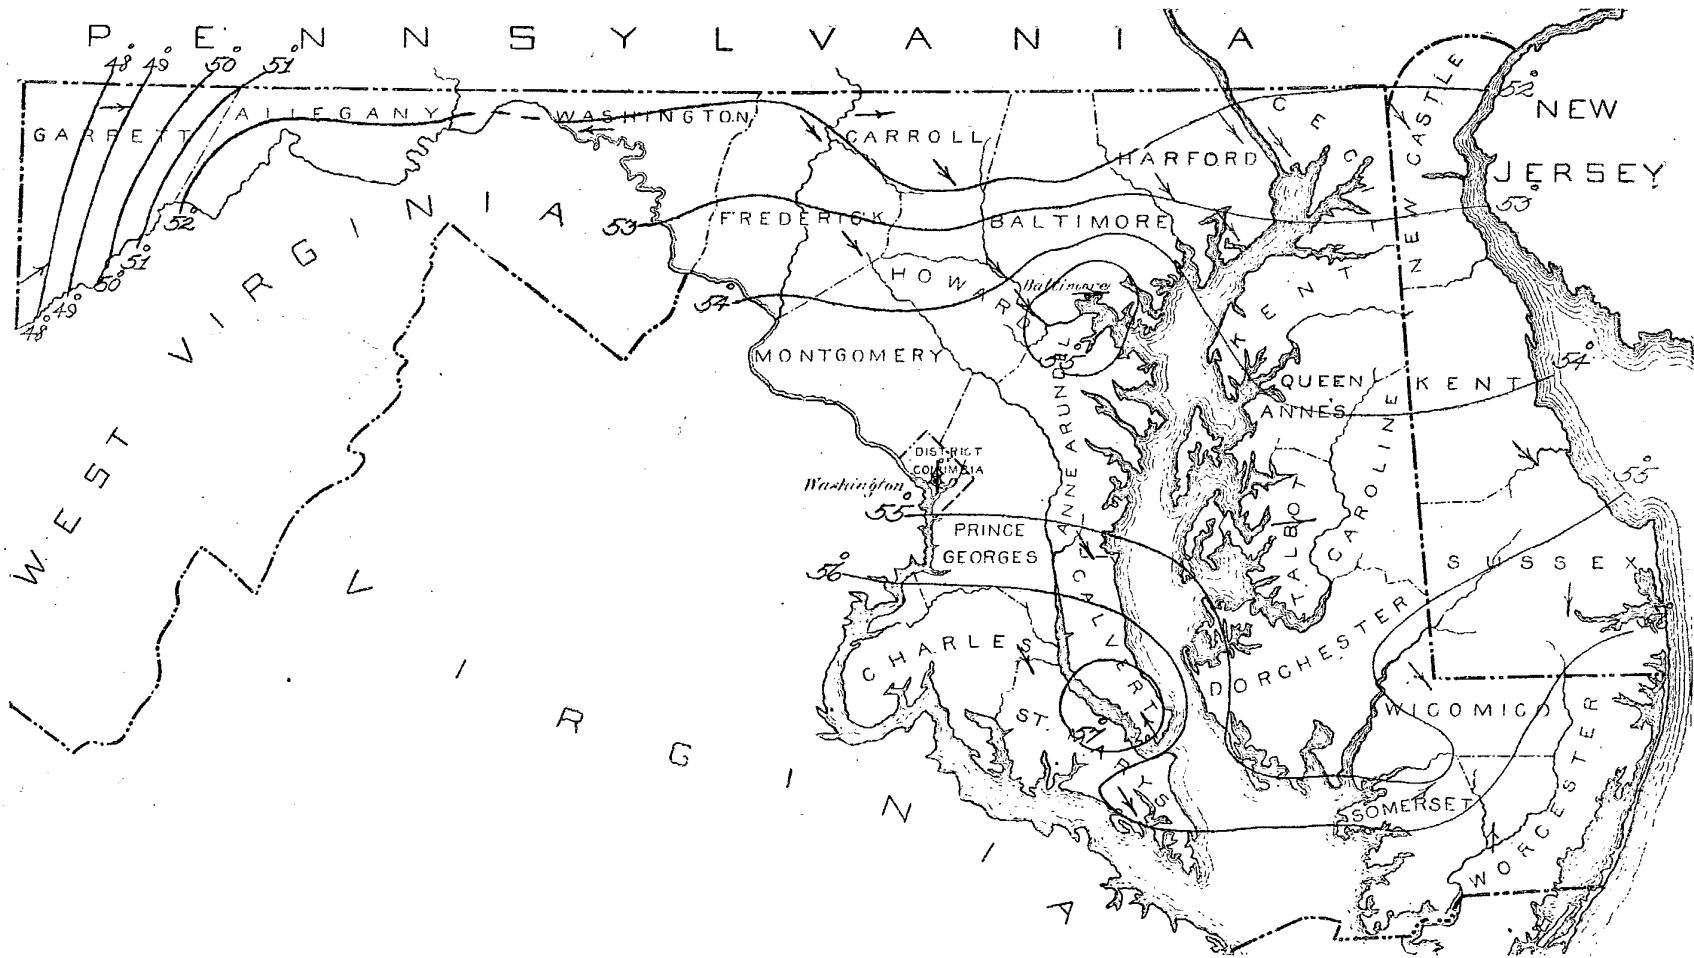 PENNSYLVANIA
48° 49° 50° 51°
52°
NEW
JERSEY
GARRETT
ALLEGANY
WASHINGTON
CARROLL
HARFORD
CECIL
NEW CASTLE
53°
FREDERICK
BALTIMORE
53°
52°
51°
50°
49°
48°
WEST VIRGINIA
HOWARD
Baltimore
KENT
54°
MONTGOMERY
54°
QUEEN
ANNE'S
KENT
ANNE ARUNDEL
CAROLINE
TALBOT
DISTRICT
COLUMBIA
Washington
55°
55°
PRINCE
GEORGES
SUSSEX
56°
CALVERT
CHARLES
DORCHESTER
ST. MARYS
57°
WICOMICO
SOMERSET
WORCESTER
VIRGINIA